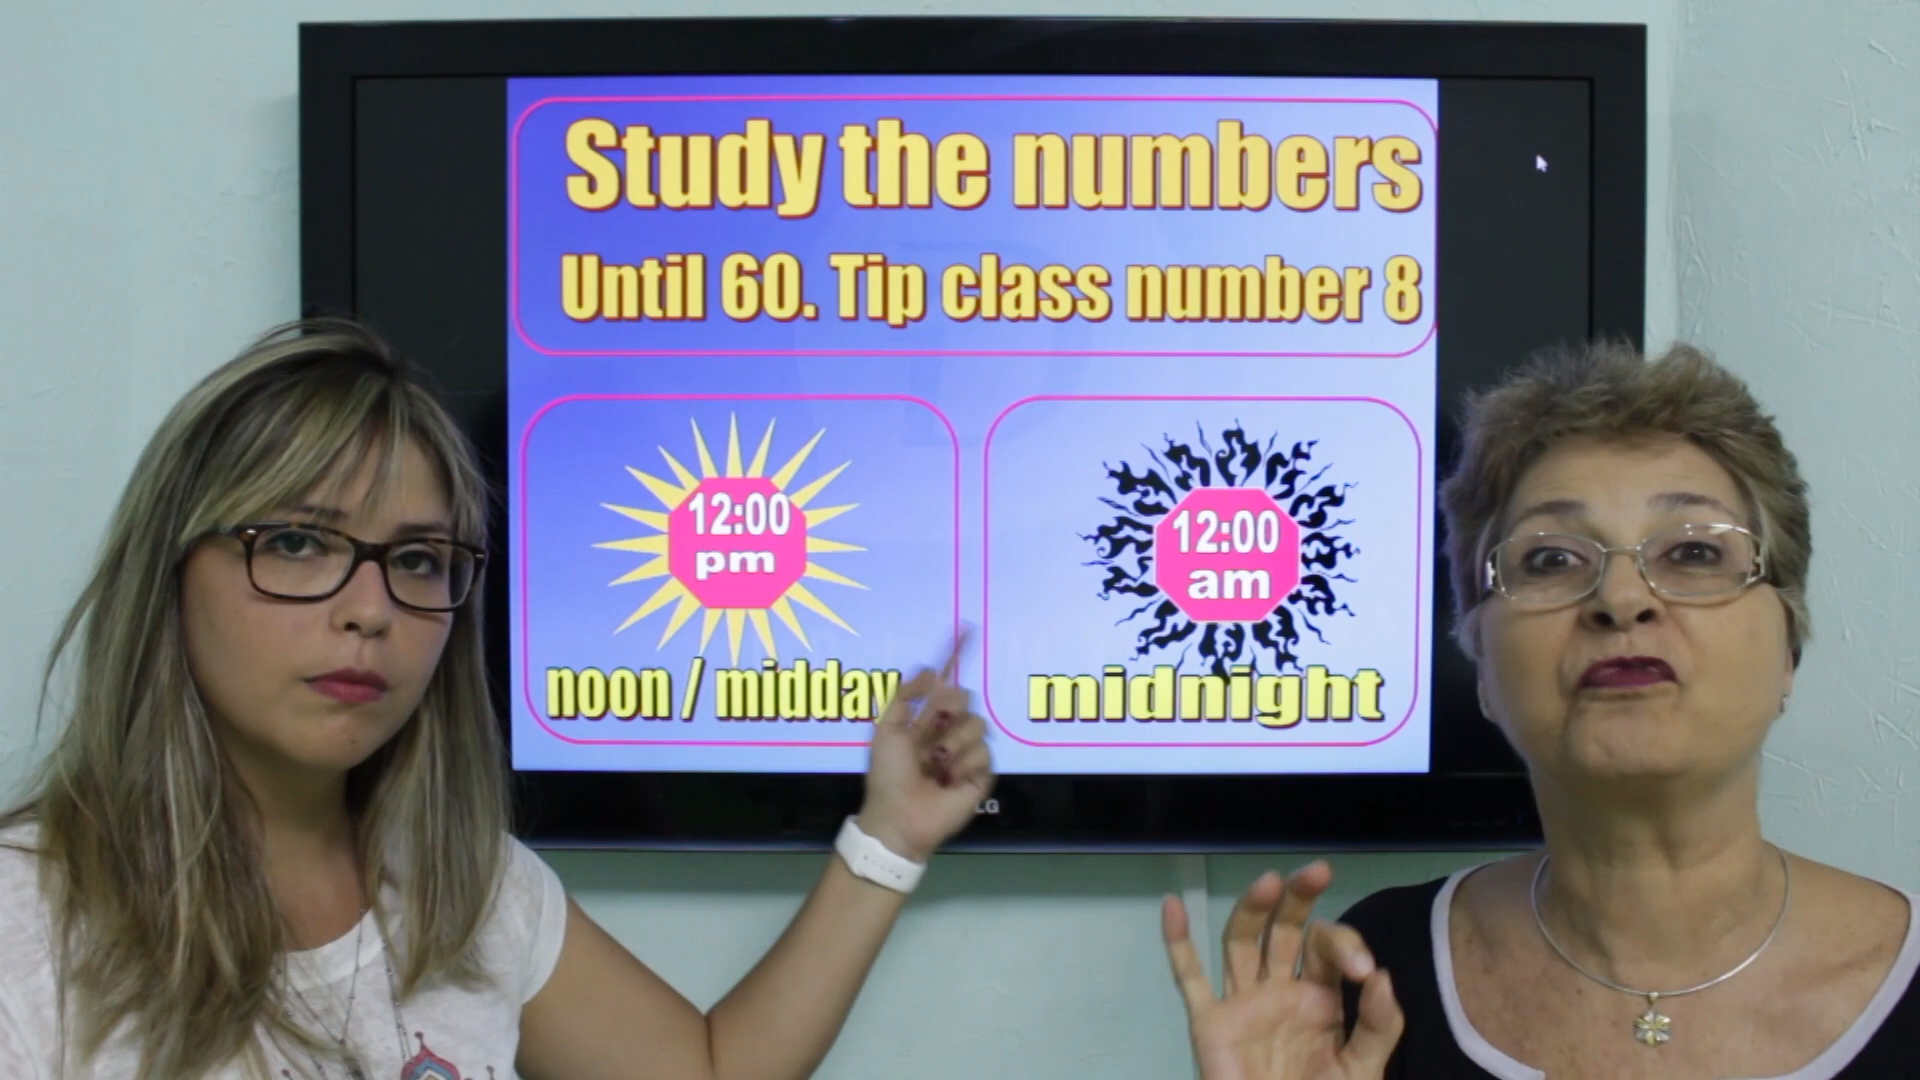 Study the numbers
Until 60. Tip class number 8
12:00
pm
noon / midday
12:00
am
midnight
LG